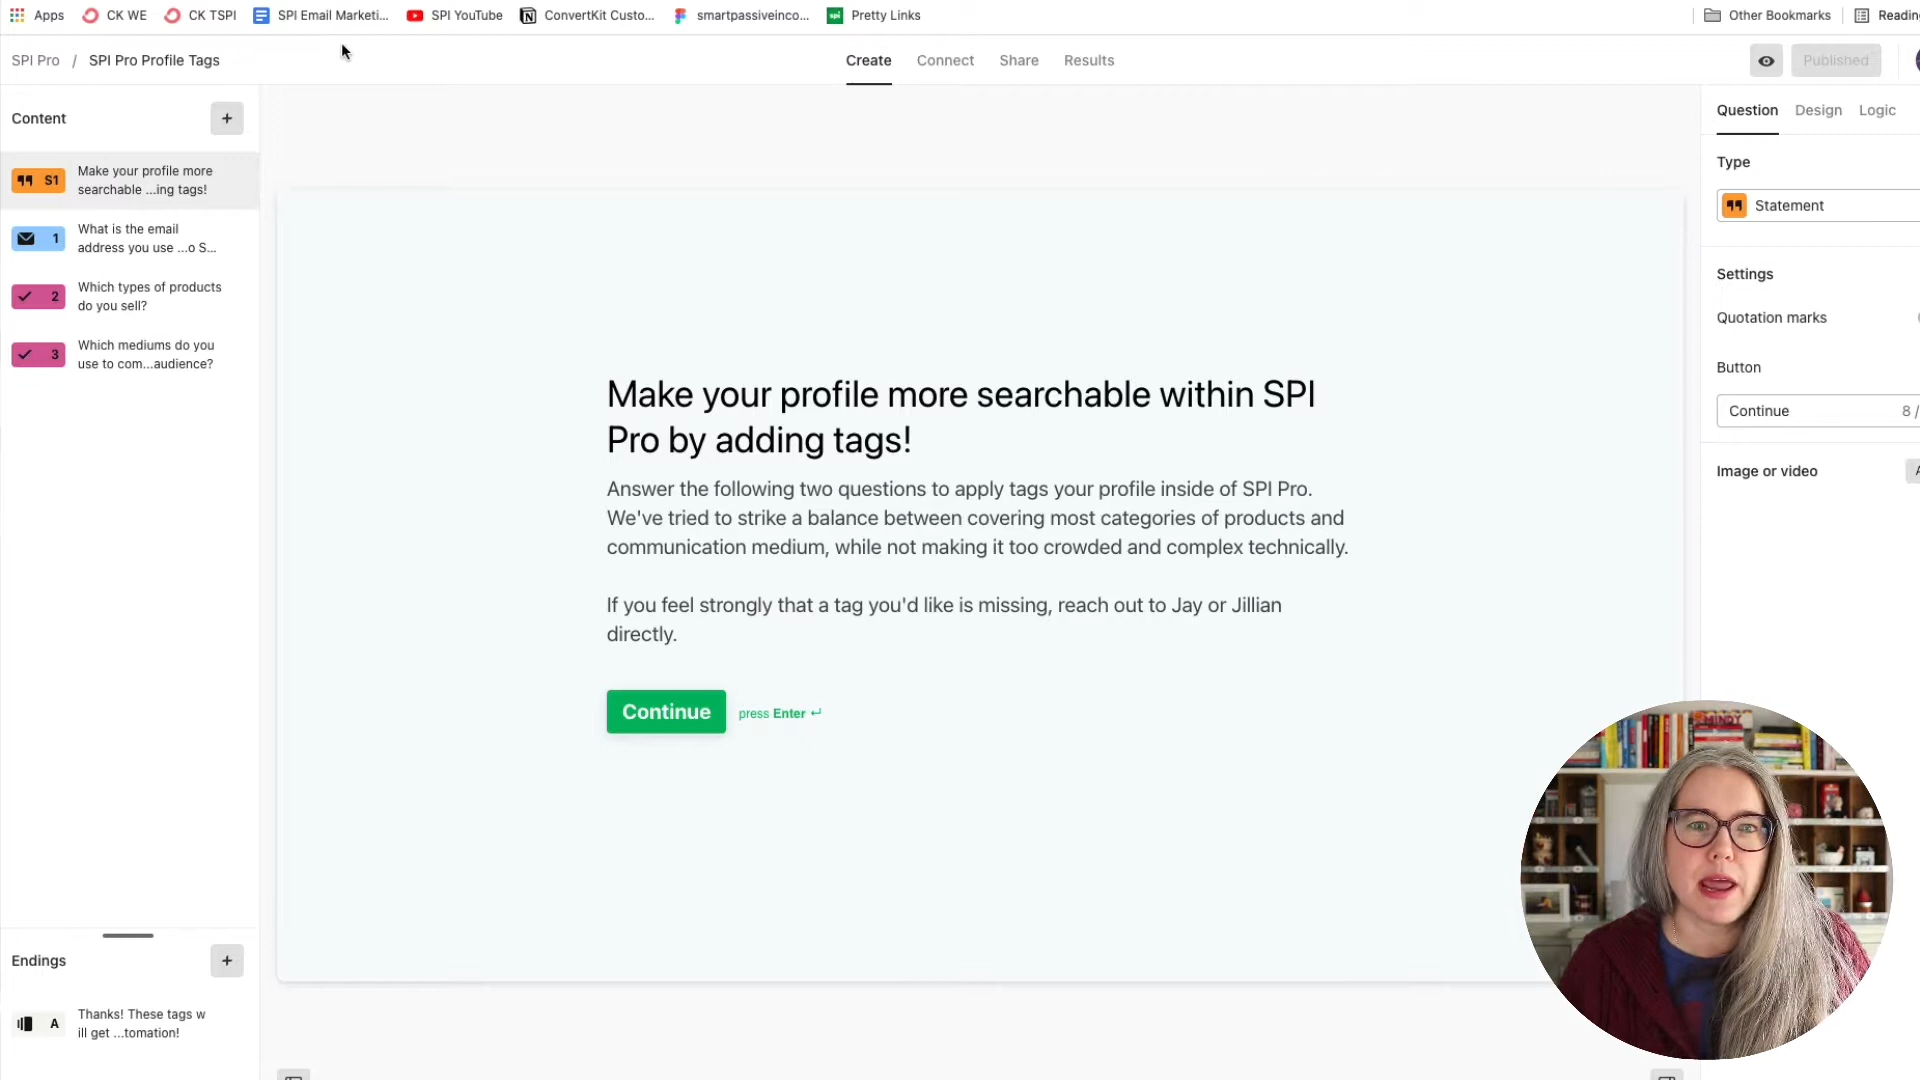 Apps
CK WE
CK TSPI
SPI Email Marketi...
SPI YouTube
ConvertKit Custo...
smartpassiveinco...
spi
Pretty Links
Other Bookmarks
SPI Pro / SPI Pro Profile Tags
Create
Connect
Share
Results
Published
Content
+
S1
Make your profile more
searchable ...ing tags!
1
What is the email
address you use ...o S...
2
Which types of products
do you sell?
3
Which mediums do you
use to com...audience?
Make your profile more searchable within SPI
Pro by adding tags!
Answer the following two questions to apply tags your profile inside of SPI Pro.
We've tried to strike a balance between covering most categories of products and
communication medium, while not making it too crowded and complex technically.
If you feel strongly that a tag you'd like is missing, reach out to Jay or Jillian
directly.
Continue
press Enter ↵
Question
Design
Logic
Type
Statement
Settings
Quotation marks
Button
Continue
8 /
Image or video
MINDY
Endings
+
A
Thanks! These tags w
ill get ...tomation!